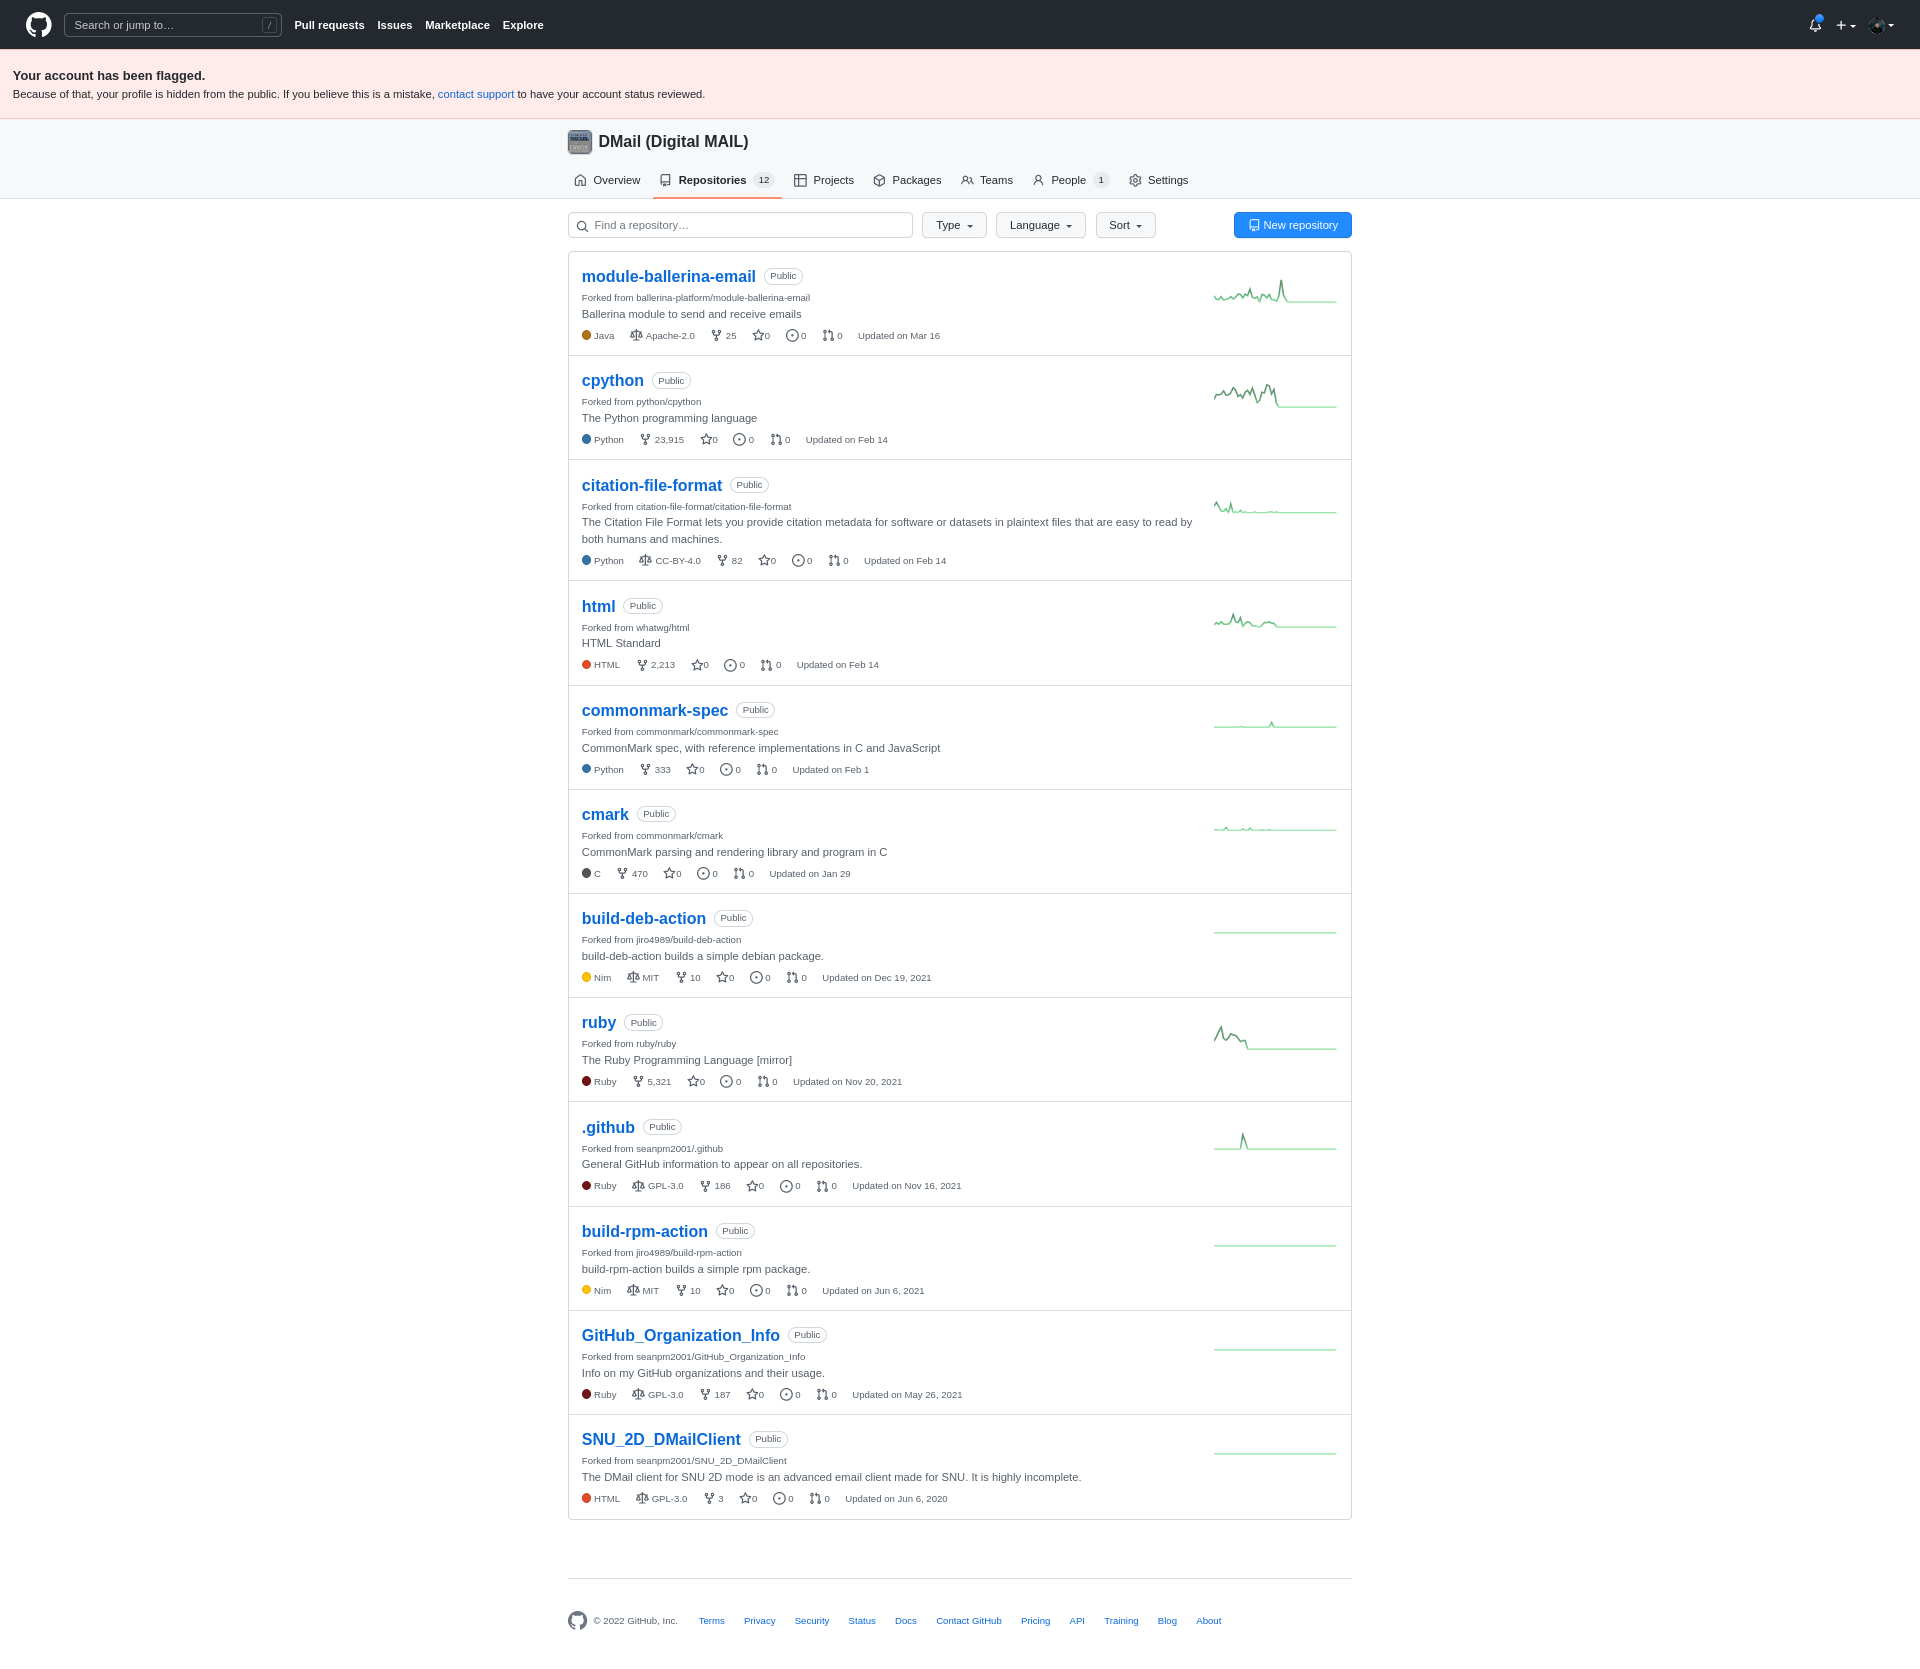 Search or jump to… /
Pull requests Issues Marketplace Explore
Your account has been flagged.
Because of that, your profile is hidden from the public. If you believe this is a mistake, contact support to have your account status reviewed.
DMail (Digital MAIL)
Overview Repositories 12 Projects Packages Teams People 1 Settings
Find a repository… Type Language Sort New repository
module-ballerina-email Public
Forked from ballerina-platform/module-ballerina-email
Ballerina module to send and receive emails
Java Apache-2.0 25 0 0 0 Updated on Mar 16
cpython Public
Forked from python/cpython
The Python programming language
Python 23,915 0 0 0 Updated on Feb 14
citation-file-format Public
Forked from citation-file-format/citation-file-format
The Citation File Format lets you provide citation metadata for software or datasets in plaintext files that are easy to read by
both humans and machines.
Python CC-BY-4.0 82 0 0 0 Updated on Feb 14
html Public
Forked from whatwg/html
HTML Standard
HTML 2,213 0 0 0 Updated on Feb 14
commonmark-spec Public
Forked from commonmark/commonmark-spec
CommonMark spec, with reference implementations in C and JavaScript
Python 333 0 0 0 Updated on Feb 1
cmark Public
Forked from commonmark/cmark
CommonMark parsing and rendering library and program in C
C 470 0 0 0 Updated on Jan 29
build-deb-action Public
Forked from jiro4989/build-deb-action
build-deb-action builds a simple debian package.
Nim MIT 10 0 0 0 Updated on Dec 19, 2021
ruby Public
Forked from ruby/ruby
The Ruby Programming Language [mirror]
Ruby 5,321 0 0 0 Updated on Nov 20, 2021
.github Public
Forked from seanpm2001/.github
General GitHub information to appear on all repositories.
Ruby GPL-3.0 186 0 0 0 Updated on Nov 16, 2021
build-rpm-action Public
Forked from jiro4989/build-rpm-action
build-rpm-action builds a simple rpm package.
Nim MIT 10 0 0 0 Updated on Jun 6, 2021
GitHub_Organization_Info Public
Forked from seanpm2001/GitHub_Organization_Info
Info on my GitHub organizations and their usage.
Ruby GPL-3.0 187 0 0 0 Updated on May 26, 2021
SNU_2D_DMailClient Public
Forked from seanpm2001/SNU_2D_DMailClient
The DMail client for SNU 2D mode is an advanced email client made for SNU. It is highly incomplete.
HTML GPL-3.0 3 0 0 0 Updated on Jun 6, 2020
© 2022 GitHub, Inc. Terms Privacy Security Status Docs Contact GitHub Pricing API Training Blog About